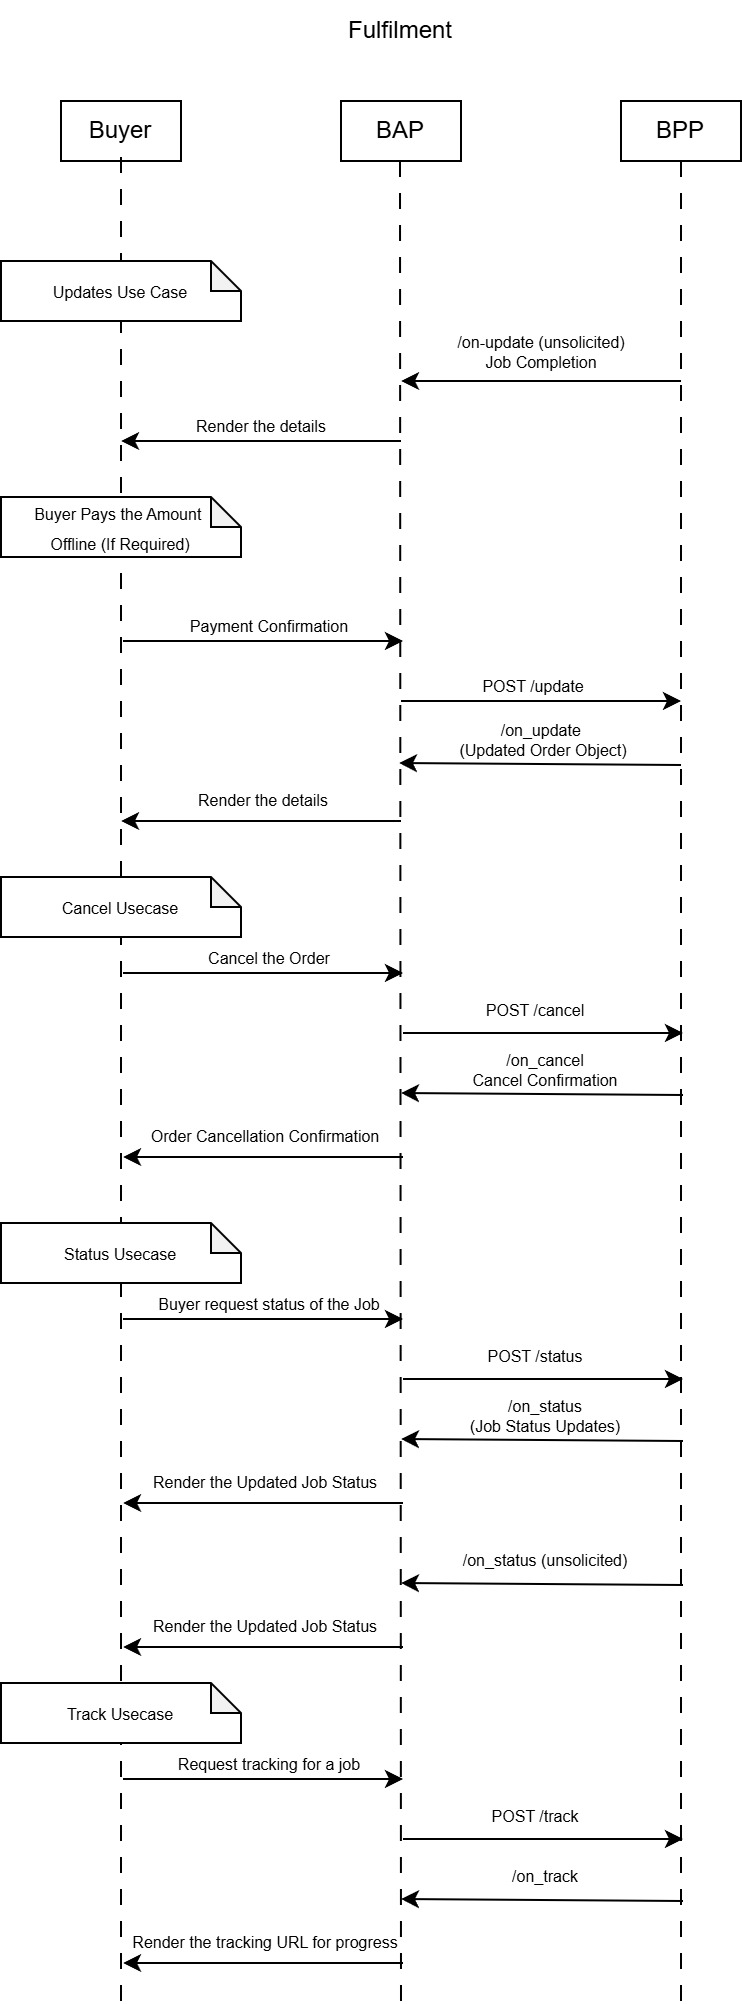 Fulfilment
Buyer
BAP
BPP
Updates Use Case
/on-update (unsolicited)
Job Completion
Render the details
Buyer Pays the Amount
Offline (If Required)
Payment Confirmation
POST /update
/on_update
(Updated Order Object)
Render the details
Cancel Usecase
Cancel the Order
POST /cancel
/on_cancel
Cancel Confirmation
Order Cancellation Confirmation
Status Usecase
Buyer request status of the Job
POST /status
/on_status
(Job Status Updates)
Render the Updated Job Status
/on_status (unsolicited)
Render the Updated Job Status
Track Usecase
Request tracking for a job
POST /track
/on_track
Render the tracking URL for progress